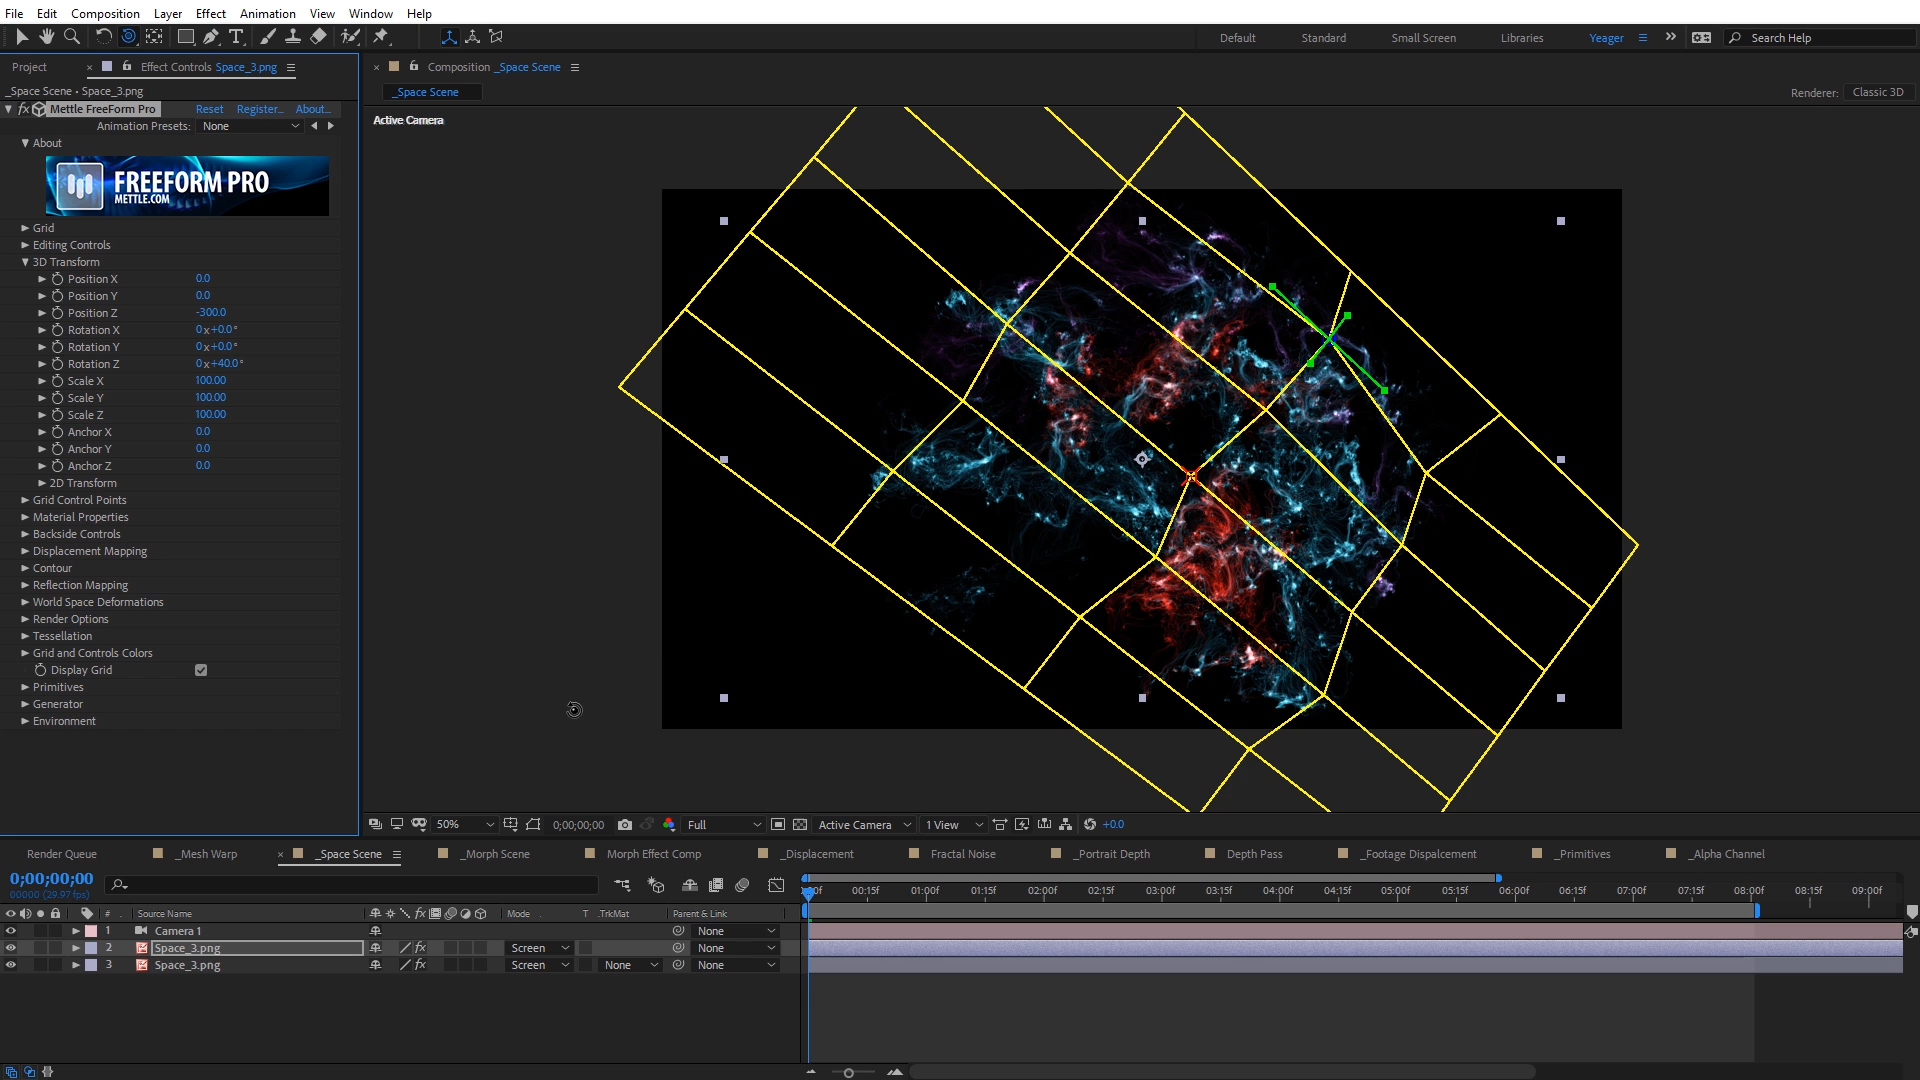 File Edit Composition Layer Effect Animation View Window Help
Default Standard Small Screen Libraries Yeager Search Help
Project Effect Controls Space_3.png
Composition _Space Scene
_Space Scene • Space_3.png
_Space Scene
Renderer: Classic 3D
fx Mettle FreeForm Pro Reset Register... About...
Animation Presets: None
Active Camera
About
FREEFORM PRO
METTLE.COM
Grid
Editing Controls
3D Transform
Position X 0.0
Position Y 0.0
Position Z -300.0
Rotation X 0x+0.0°
Rotation Y 0x+0.0°
Rotation Z 0x+40.0°
Scale X 100.00
Scale Y 100.00
Scale Z 100.00
Anchor X 0.0
Anchor Y 0.0
Anchor Z 0.0
2D Transform
Grid Control Points
Material Properties
Backside Controls
Displacement Mapping
Contour
Reflection Mapping
World Space Deformations
Render Options
Tessellation
Grid and Controls Colors
Display Grid
Primitives
Generator
Environment
50% 0;00;00;00 Full Active Camera 1 View +0.0
Render Queue _Mesh Warp _Space Scene _Morph Scene Morph Effect Comp _Displacement Fractal Noise _Portrait Depth Depth Pass _Footage Dispalcement _Primitives _Alpha Channel
0;00;00;00
00000 (29.97 fps)
00:15f 01:00f 01:15f 02:00f 02:15f 03:00f 03:15f 04:00f 04:15f 05:00f 05:15f 06:00f 06:15f 07:00f 07:15f 08:00f 08:15f 09:00f
# Source Name fx Mode T .TrkMat Parent & Link
1 Camera 1 None
2 Space_3.png fx Screen None
3 Space_3.png fx Screen None None